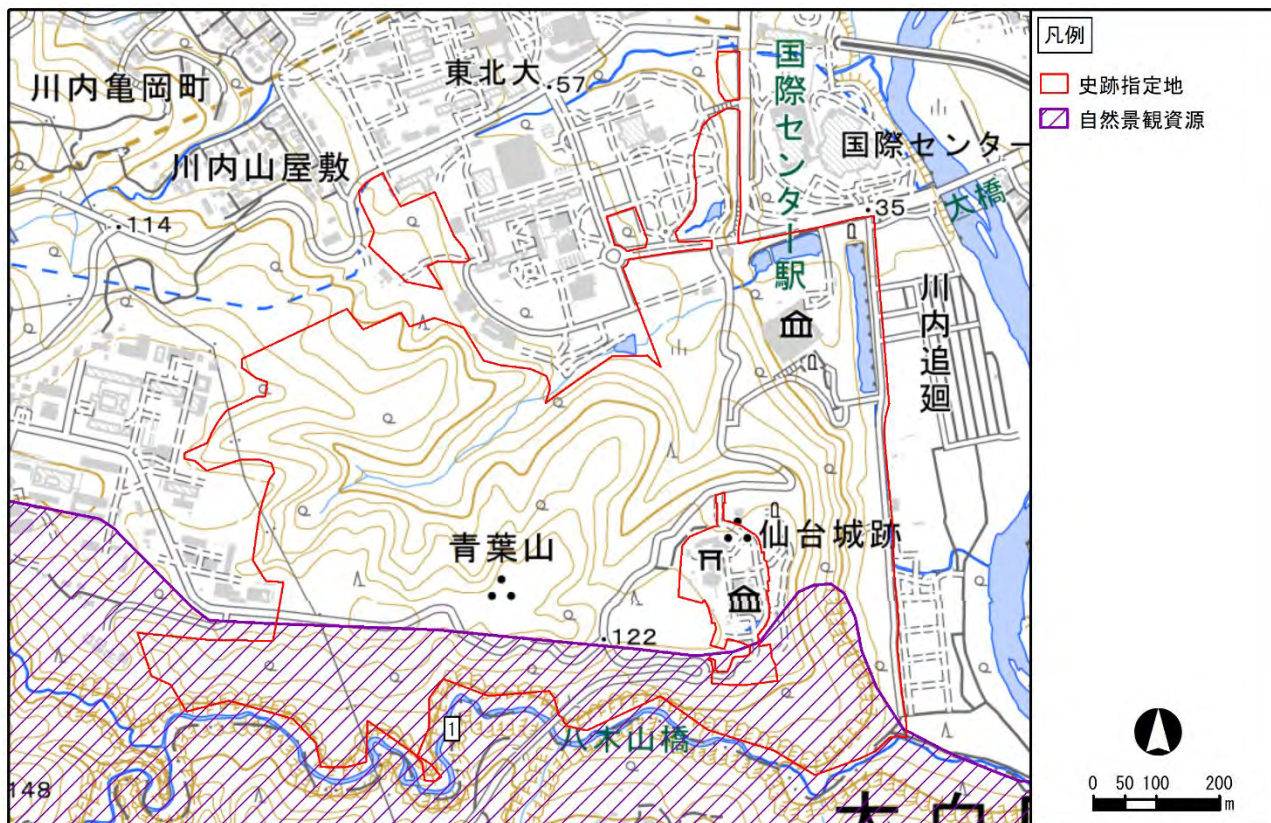 川内亀岡町
東北大
57
国際センター駅
国際センター
川内山屋敷
114
35
大橋
川内追廻
仙台城跡
青葉山
122
1
八木山橋
148
凡例
史跡指定地
自然景観資源
0 50 100 200
m